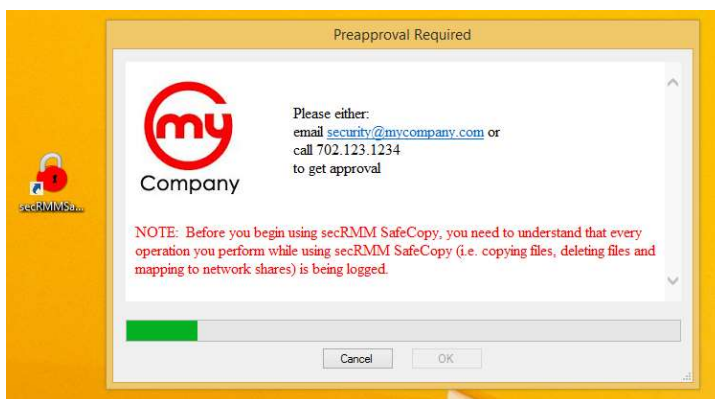 Preapproval Required
my
Company
Please either:
email security@mycompany.com or
call 702.123.1234
to get approval
secRMMSa...
NOTE: Before you begin using secRMM SafeCopy, you need to understand that every
operation you perform while using secRMM SafeCopy (i.e. copying files, deleting files and
mapping to network shares) is being logged.
Cancel
OK